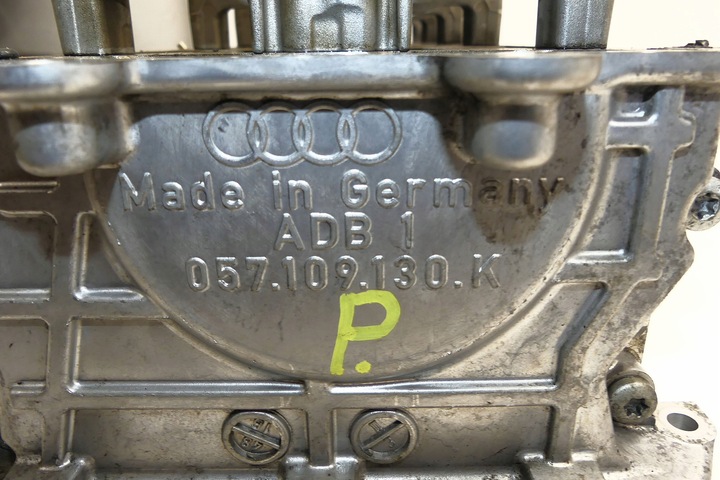 Made in Germany
ADB 1
057.109.130.K
P.